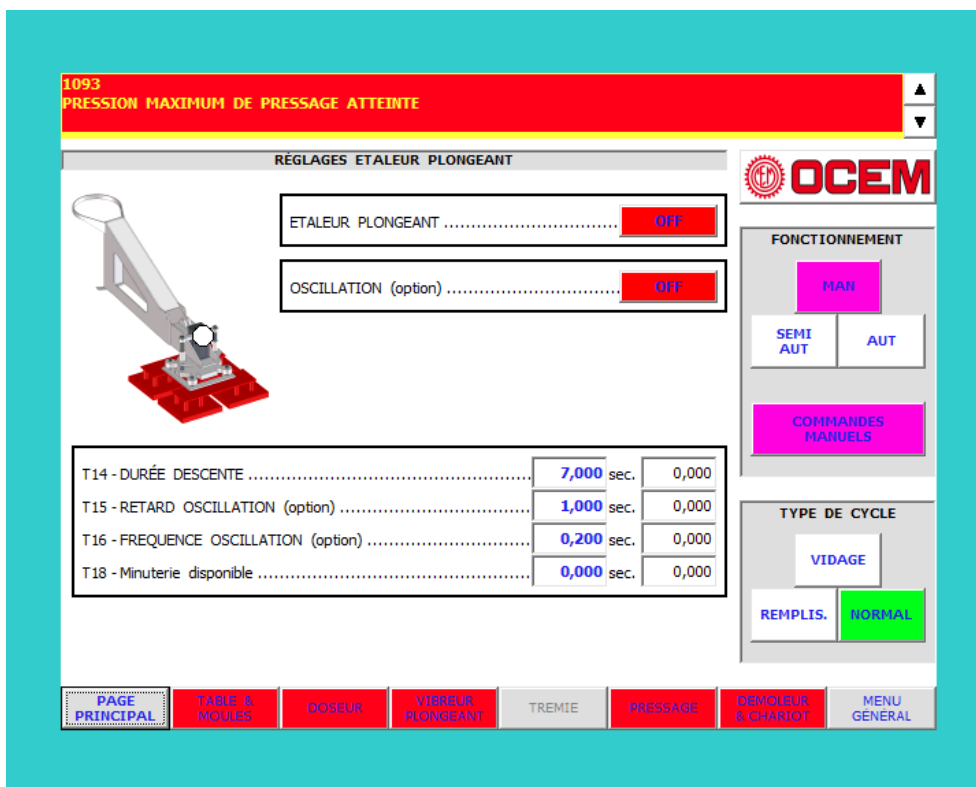 1093
PRESSION MAXIMUM DE PRESSAGE ATTEINTE
RÉGLAGES ETALEUR PLONGEANT
OCEM
ETALEUR PLONGEANT ................................. OFF
OSCILLATION (option) ................................. OFF
FONCTIONNEMENT
MAN
SEMI
AUT
AUT
COMMANDES
MANUELS
T14 - DURÉE DESCENTE ................................. 7,000 sec. 0,000
T15 - RETARD OSCILLATION (option) ................................. 1,000 sec. 0,000
T16 - FREQUENCE OSCILLATION (option) ................................. 0,200 sec. 0,000
T18 - Minuterie disponible ................................. 0,000 sec. 0,000
TYPE DE CYCLE
VIDAGE
REMPLIS.
NORMAL
PAGE
PRINCIPAL
TABLE &
MOULES
DOSEUR
VIBREUR
PLONGEANT
TREMIE
PRESSAGE
DEMOLEUR
& CHARIOT
MENU
GÉNÉRAL